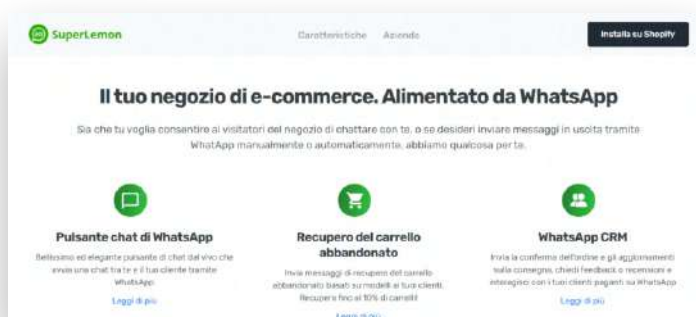 SuperLemon
Caratteristiche Azienda
Installa su Shopify
Il tuo negozio di e-commerce. Alimentato da WhatsApp
Sia che tu voglia consentire ai visitatori del negozio di chattare con te, o se desideri inviare messaggi in uscita tramite
WhatApp manualmente o automaticamente, abbiamo qualcosa per te.
Pulsante chat di WhatsApp
Bellissimo ed elegante pulsante di chat dal vivo che
avvia una chat tra te e il tuo cliente tramite
WhatsApp
Leggi di più
Recupero del carrello
abbandonato
Invia messaggi di recupero del carrello
abbandonato basati su modelli ai tuoi clienti.
Recupera fino al 10% di carrelli!
Leggi di più
WhatsApp CRM
Invia la conferma dell'ordine e gli aggiornamenti
sulla consegna, chiedi feedback o recensioni e
interagisci con i tuoi clienti paganti su WhatsApp
Leggi di più